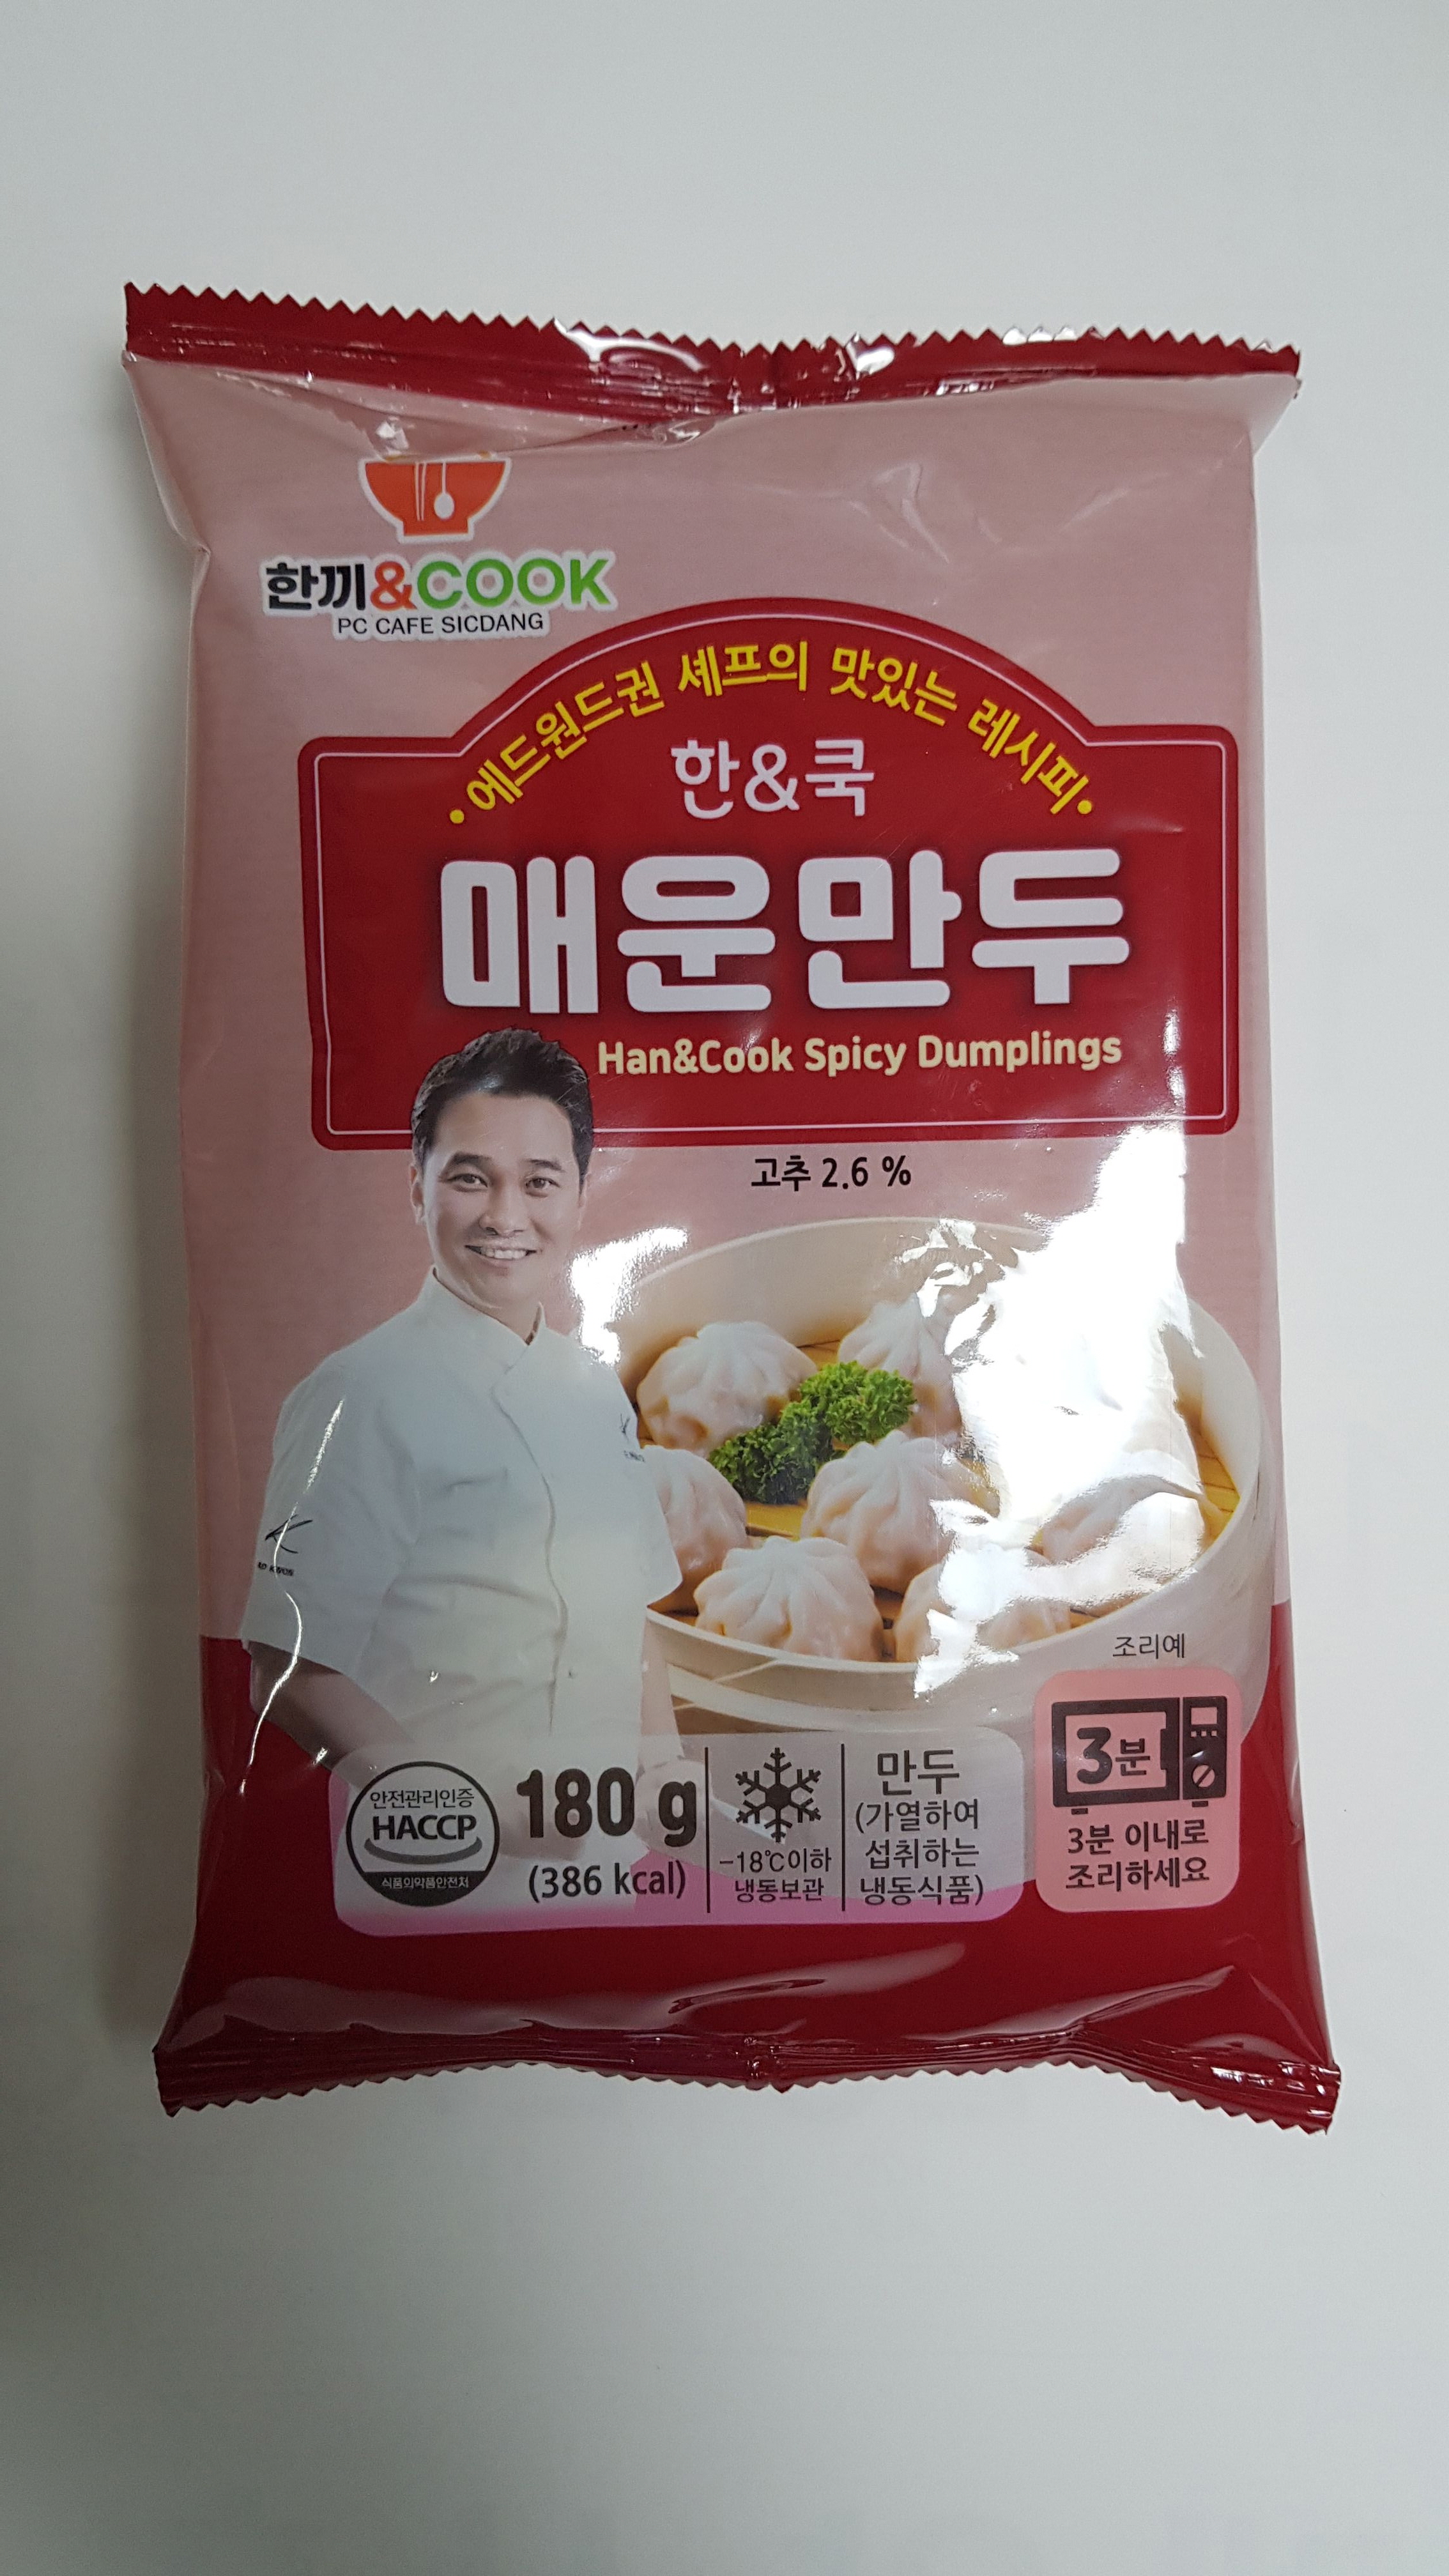 한끼&COOK
PC CAFE SICDANG
•에드워드권 셰프의 맛있는 레시피•
한&쿡
매운만두
Han&Cook Spicy Dumplings
고추 2.6 %
조리예
안전관리인증
HACCP
식품의약품안전처
180 g
(386 kcal)
-18℃이하
냉동보관
만두
(가열하여
섭취하는
냉동식품)
3분
3분 이내로
조리하세요